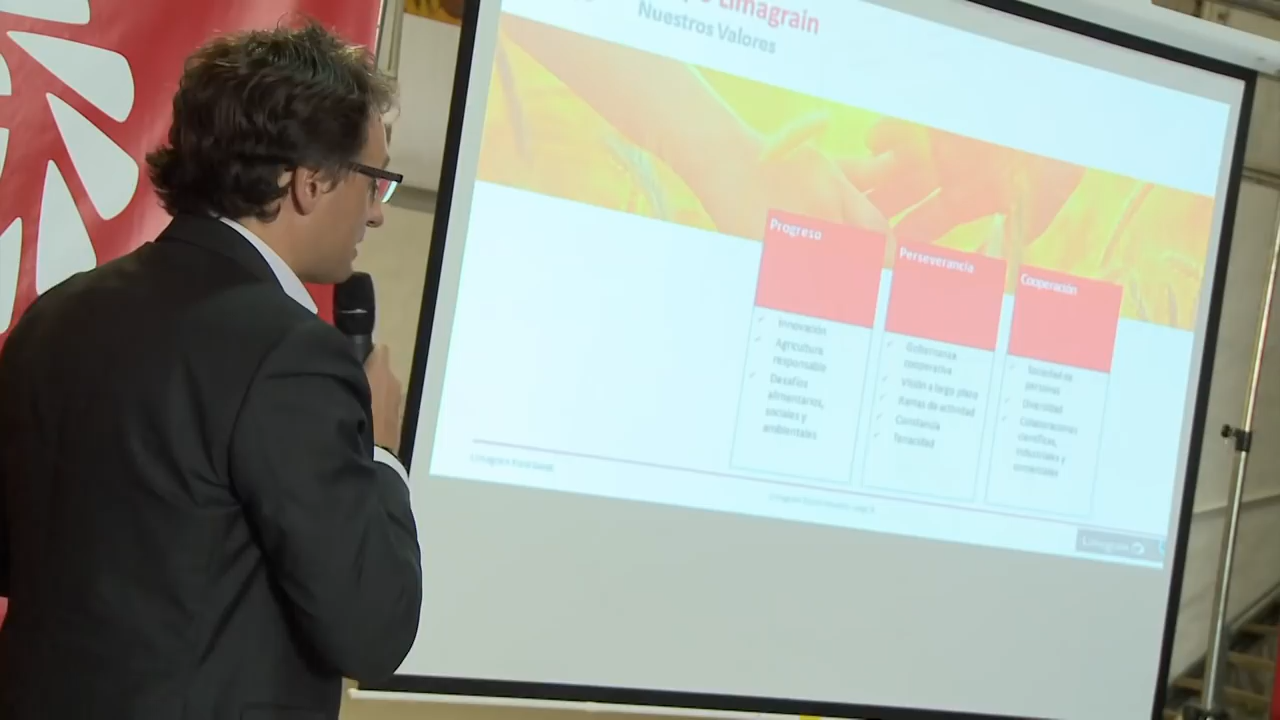 Limagrain
Nuestros Valores
Progreso
Innovación
Agricultura
responsable
Desafíos
alimentarios,
sociales y
ambientales
Perseverancia
Gobernanza
cooperativa
Visión a largo plazo
Ramas de actividad
Constancia
Tenacidad
Cooperación
Sociedad de
personas
Diversidad
Colaboraciones
científicas,
industriales y
comerciales
Limagrain